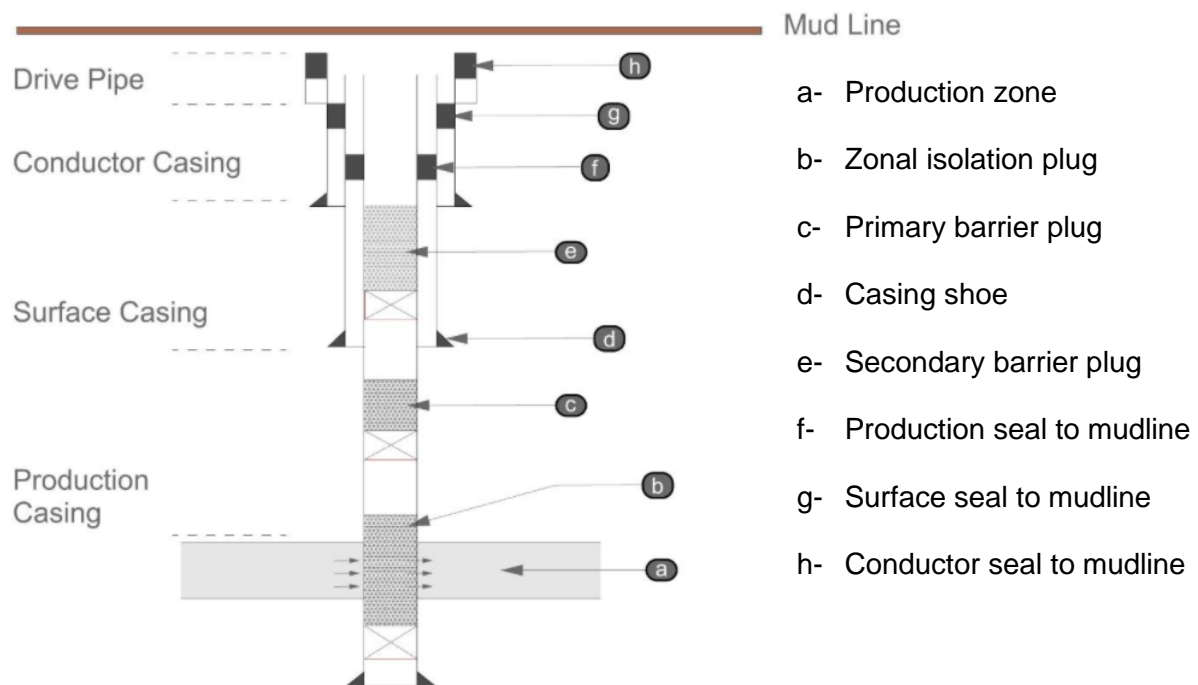 Mud Line
Drive Pipe
Conductor Casing
Surface Casing
Production
Casing
h
g
f
e
d
c
b
a
a- Production zone
b- Zonal isolation plug
c- Primary barrier plug
d- Casing shoe
e- Secondary barrier plug
f- Production seal to mudline
g- Surface seal to mudline
h- Conductor seal to mudline